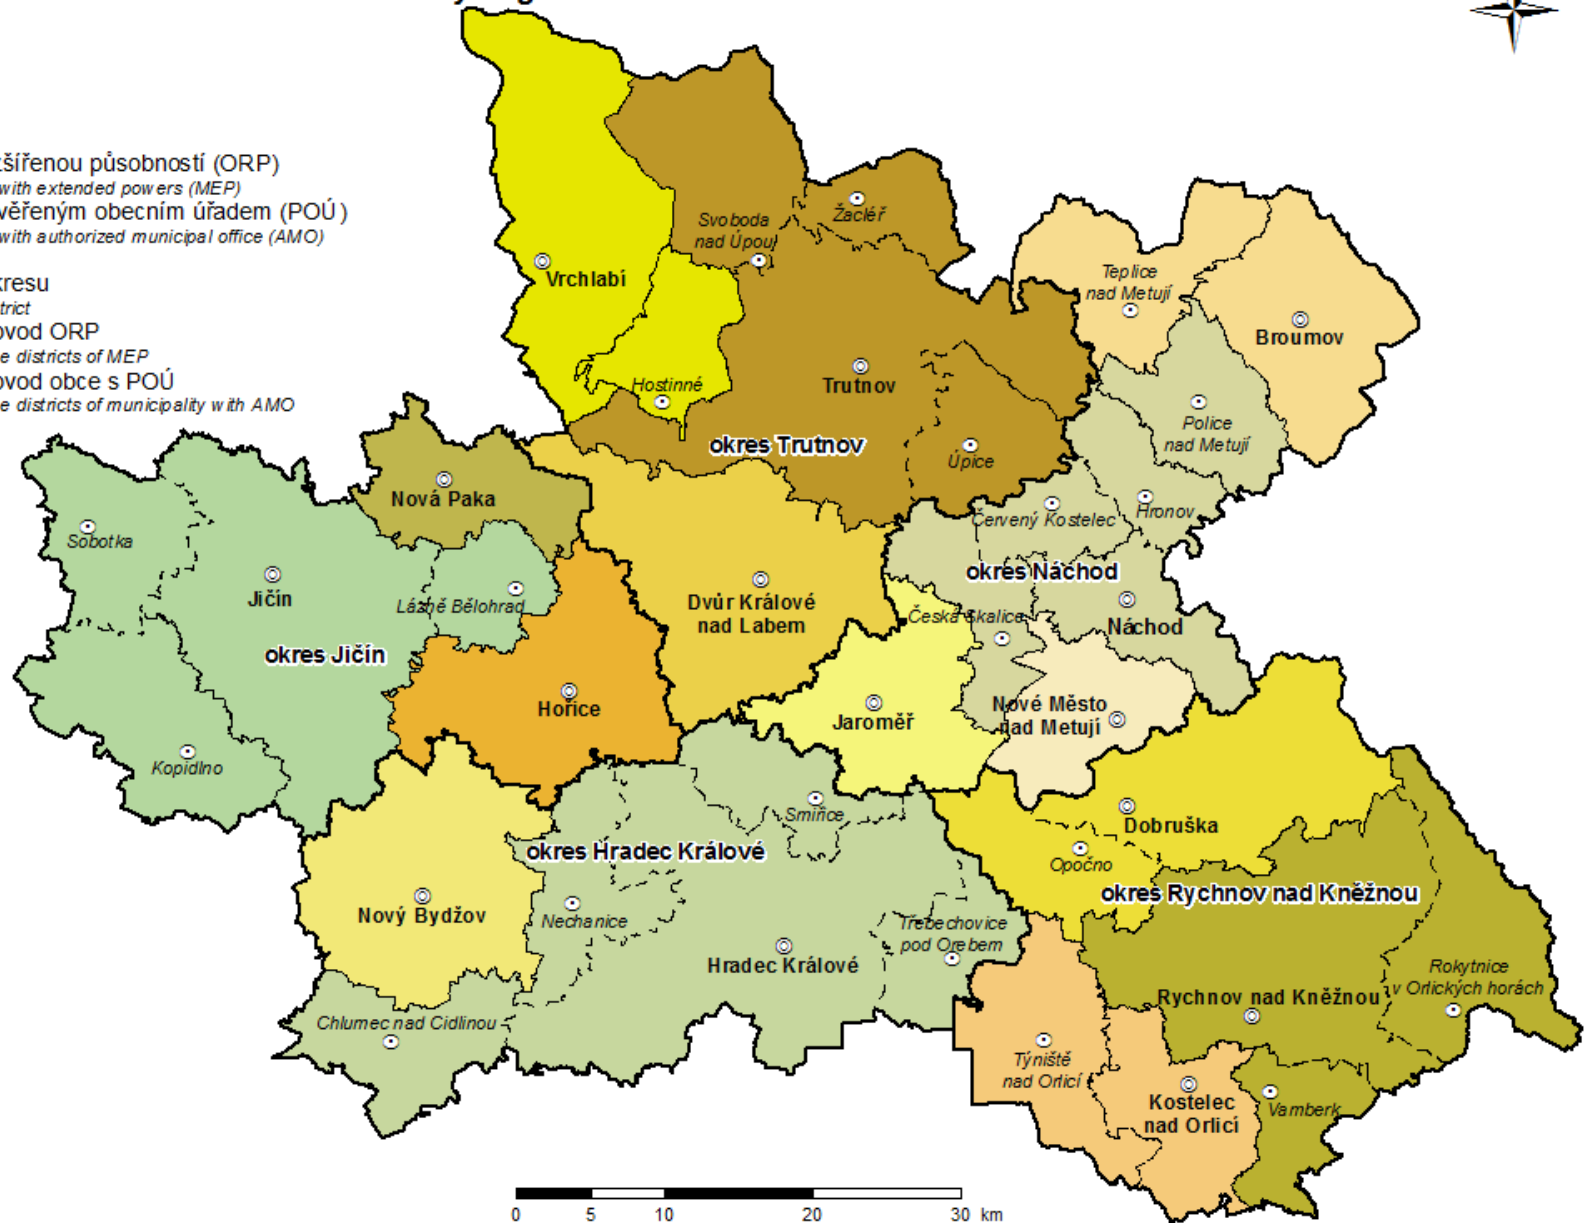 zšířenou působností (ORP)
with extended powers (MEP)
věřeným obecním úřadem (POÚ)
with authorized municipal office (AMO)
kresu
trict
ovod ORP
e districts of MEP
ovod obce s POÚ
e districts of municipality with AMO
Vrchlabí
Svoboda
nad Úpou
Žacléř
Hostinné
Trutnov
okres Trutnov
Úpice
Teplice
nad Metují
Broumov
Police
nad Metují
Hronov
Červený Kostelec
okres Náchod
Česká Skalice
Náchod
Nové Město
nad Metují
Jaroměř
Dvůr Králové
nad Labem
Nová Paka
Sobotka
Jičín
Lázně Bělohrad
okres Jičín
Hořice
Kopidlno
Smiřice
okres Hradec Králové
Nový Bydžov
Nechanice
Hradec Králové
Třebechovice
pod Orebem
Chlumec nad Cidlinou
Dobruška
Opočno
okres Rychnov nad Kněžnou
Rychnov nad Kněžnou
Rokytnice
v Orlických horách
Týniště
nad Orlicí
Kostelec
nad Orlicí
Vamberk
0 5 10 20 30 km